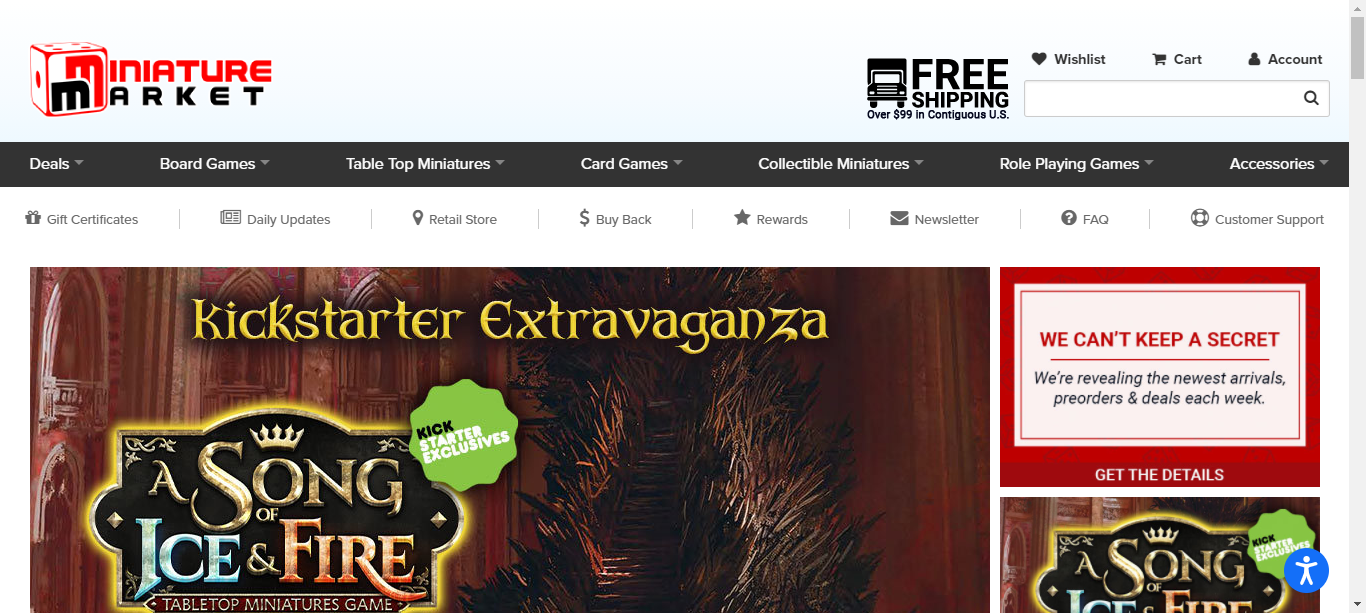 MINIATURE
MARKET
FREE
SHIPPING
Over $99 in Contiguous U.S.
Wishlist
Cart
Account
Deals
Board Games
Table Top Miniatures
Card Games
Collectible Miniatures
Role Playing Games
Accessories
Gift Certificates
Daily Updates
Retail Store
Buy Back
Rewards
Newsletter
FAQ
Customer Support
Kickstarter Extravaganza
KICK
STARTER
EXCLUSIVES
A SONG
OF
ICE & FIRE
TABLETOP MINIATURES GAME
WE CAN'T KEEP A SECRET
We're revealing the newest arrivals,
preorders & deals each week.
GET THE DETAILS
KICK
STARTER
EXCLUSIVES
A SONG
OF
ICE & FIRE